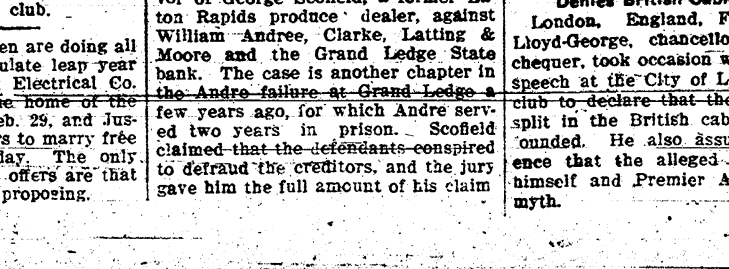 club.
en are doing all
ulate leap year
Electrical Co.
ie home of the
eb. 29, and Jus-
rs to marry free
day. The only
offers are that
proposing.
vor of George Scofield, a former Ea-
ton Rapids produce dealer, against
William Andree, Clarke, Latting &
Moore and the Grand Ledge State
bank. The case is another chapter in
the Andre failure at Grand Ledge a
few years ago, for which Andre serv-
ed two years in prison. Scofield
claimed that the defendants conspired
to defraud the creditors, and the jury
gave him the full amount of his claim
Denies British
London, England, F
Lloyd-George, chancello
chequer, took occasion
speech at the City of L
club to declare that the
split in the British cab
ounded. He also assu
ence that the alleged
himself and Premier A
myth.